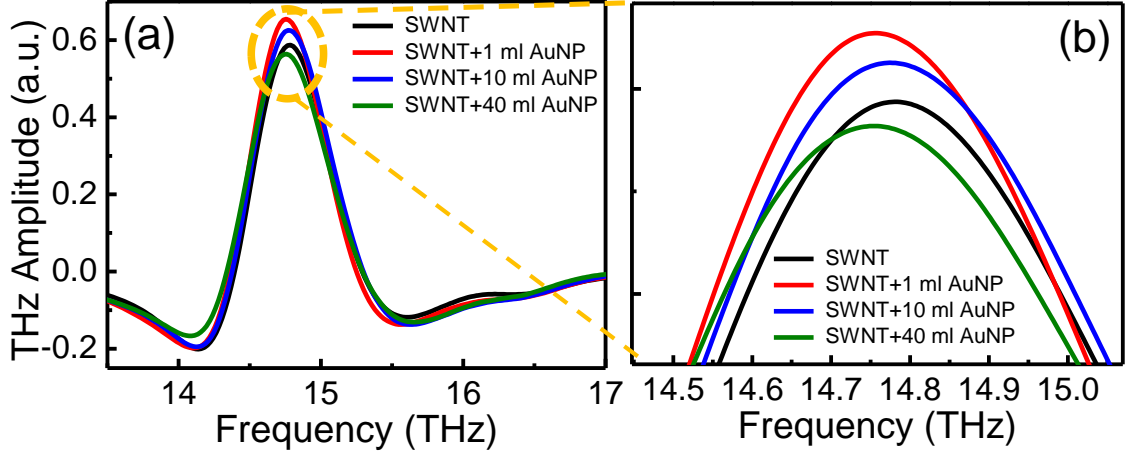 (a)
SWNT
SWNT+1 ml AuNP
SWNT+10 ml AuNP
SWNT+40 ml AuNP
THz Amplitude (a.u.)
0.6
0.4
0.2
0.0
-0.2
14 15 16 17
Frequency (THz)
(b)
SWNT
SWNT+1 ml AuNP
SWNT+10 ml AuNP
SWNT+40 ml AuNP
14.5 14.6 14.7 14.8 14.9 15.0
Frequency (THz)